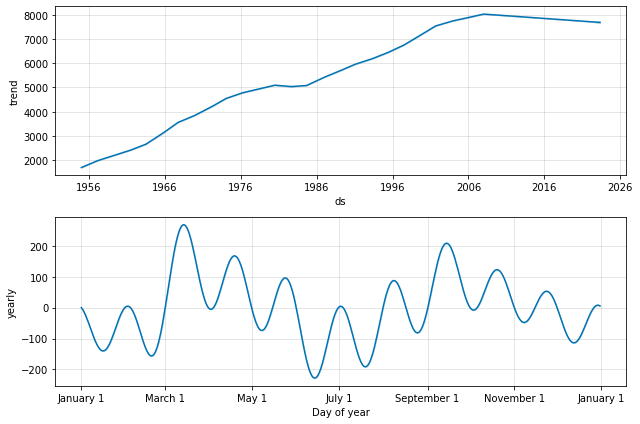 8000
7000
6000
5000
4000
3000
2000
trend
1956 1966 1976 1986 1996 2006 2016 2026
ds
200
100
0
−100
−200
yearly
January 1 March 1 May 1 July 1 September 1 November 1 January 1
Day of year